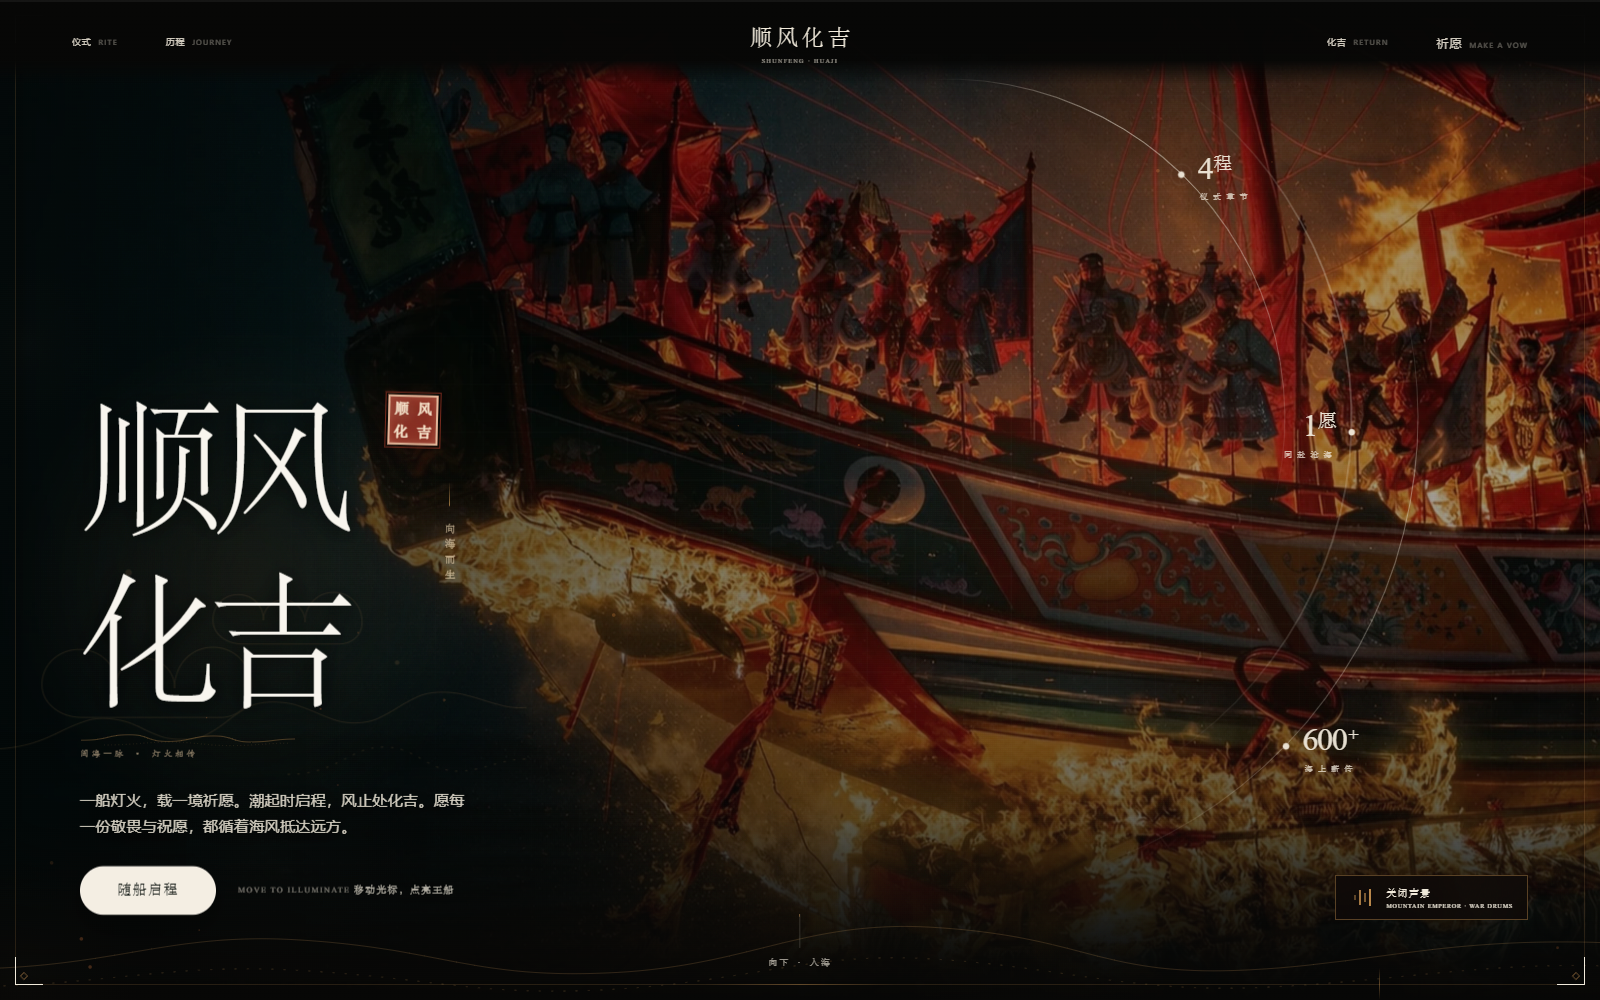 仪式 RITE
历程 JOURNEY
顺风化吉
SHUNFENG · HUAJI
化吉 RETURN
祈愿 MAKE A VOW
4程
仪式章节
顺风
化吉
顺风
化吉
向海而生
1愿
同赴沧海
600+
海上薪传
闽海一脉 • 灯火相传
一船灯火，载一境祈愿。潮起时启程，风止处化吉。愿每
一份敬畏与祝愿，都循着海风抵达远方。
随船启程
MOVE TO ILLUMINATE 移动光标，点亮王船
关闭声景
MOUNTAIN EMPEROR · WAR DRUMS
向下 · 入海